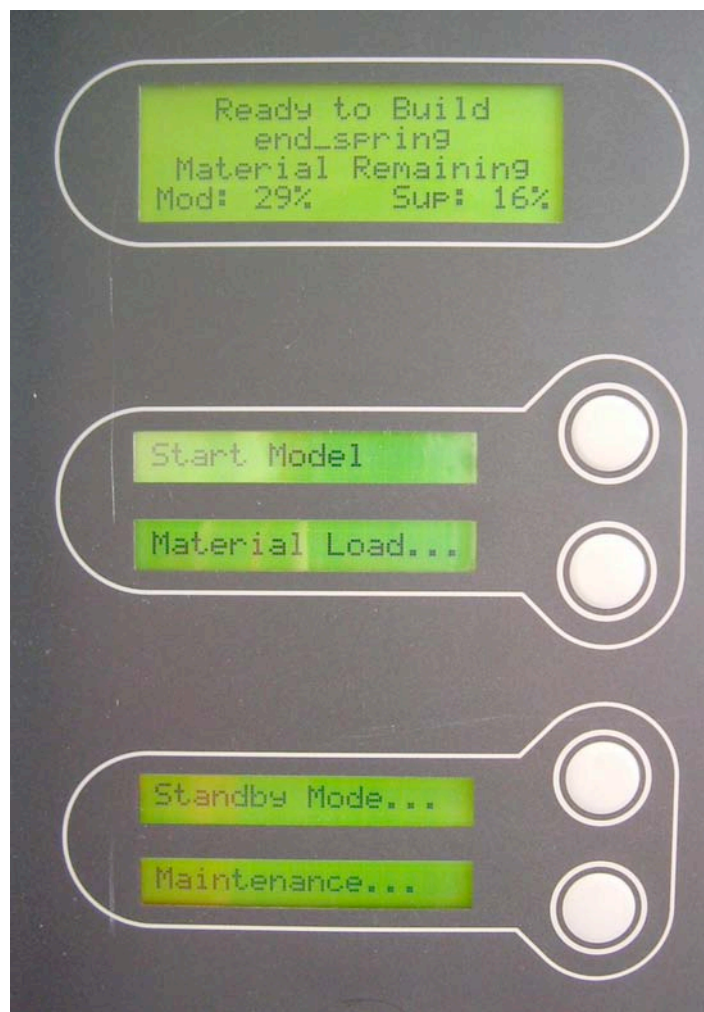 Ready to Build
end_spring
Material Remaining
Mod: 29% Sup: 16%
Start Model
Material Load...
Standby Mode...
Maintenance...